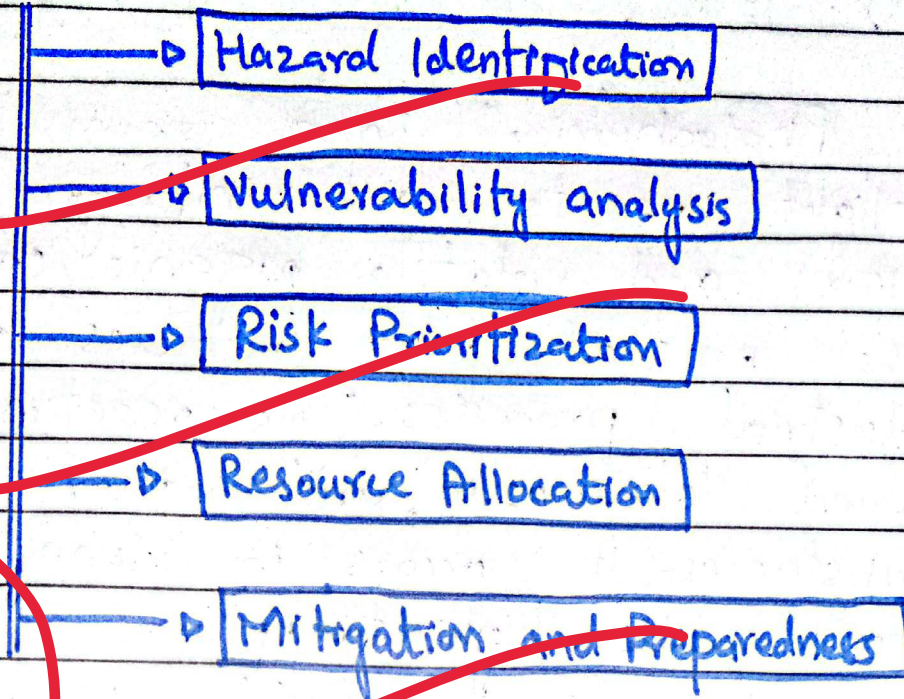 Hazard Identification
Vulnerability analysis
Risk Prioritization
Resource Allocation
Mitigation and Preparedness